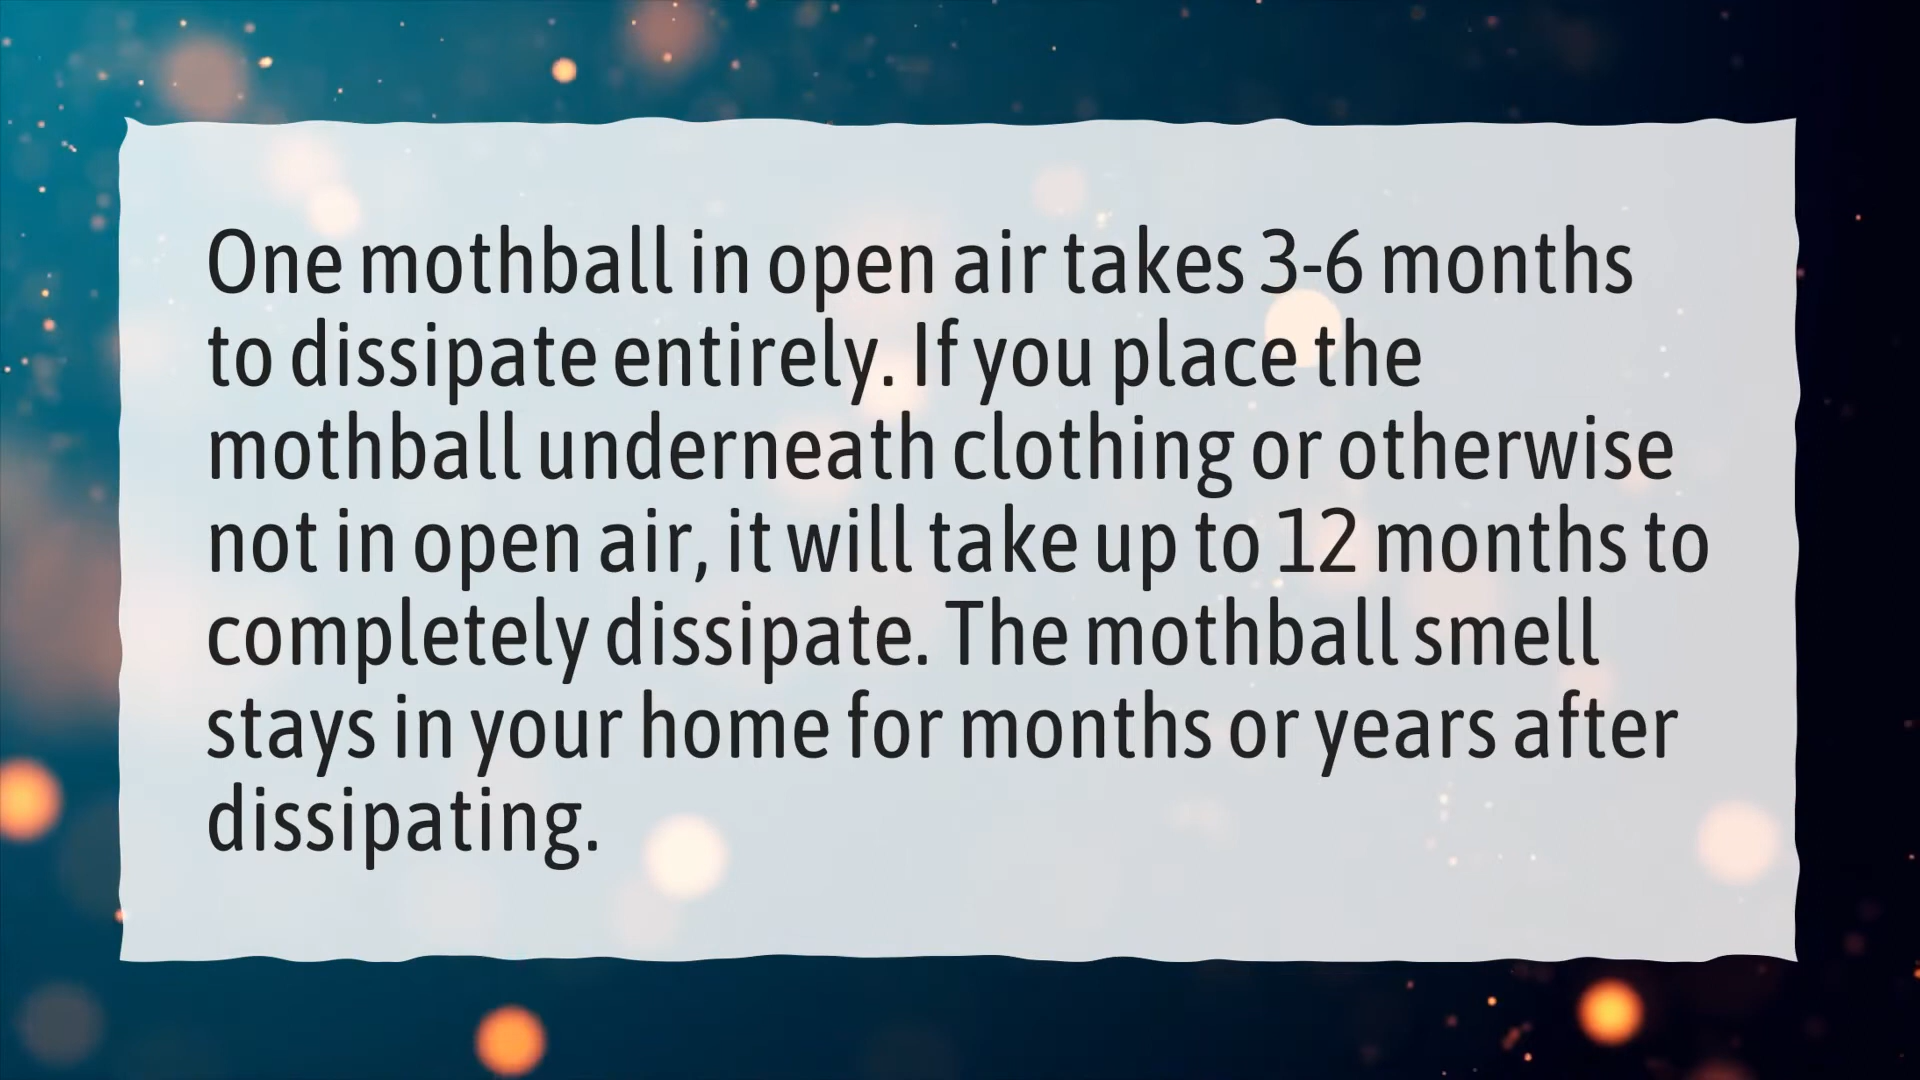 One mothball in open air takes 3-6 months
to dissipate entirely. If you place the
mothball underneath clothing or otherwise
not in open air, it will take up to 12 months to
completely dissipate. The mothball smell
stays in your home for months or years after
dissipating.